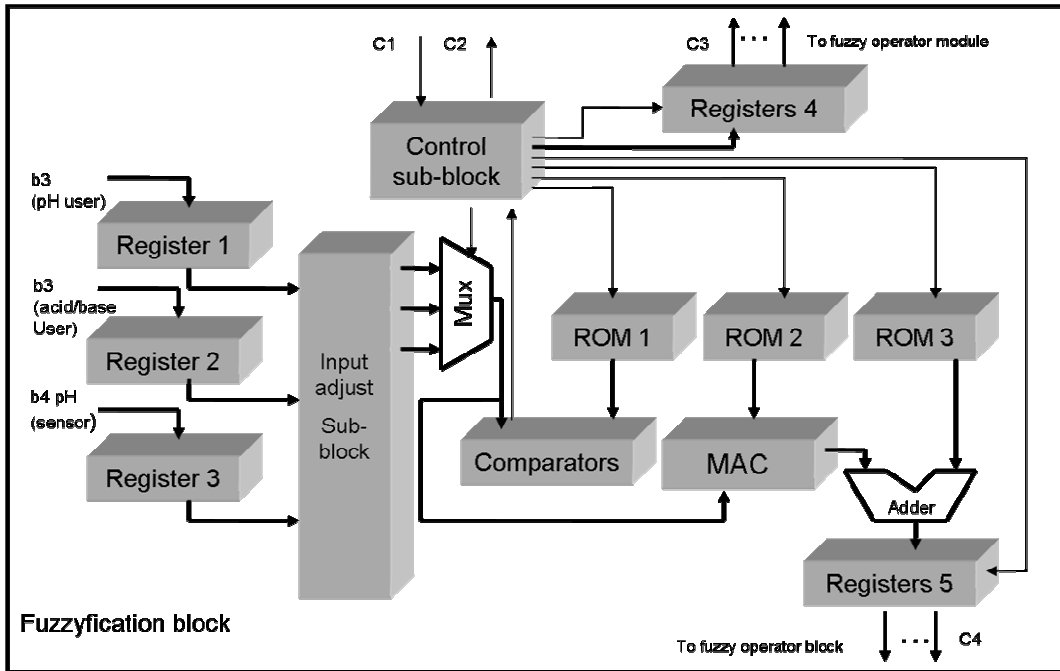 C1
C2
C3
To fuzzy operator module
Registers 4
Control
sub-block
b3
(pH user)
Register 1
b3
(acid/base
User)
Register 2
b4 pH
(sensor)
Register 3
Input
adjust
Sub-
block
Mux
ROM 1
ROM 2
ROM 3
Comparators
MAC
Adder
Registers 5
Fuzzyfication block
To fuzzy operator block
C4